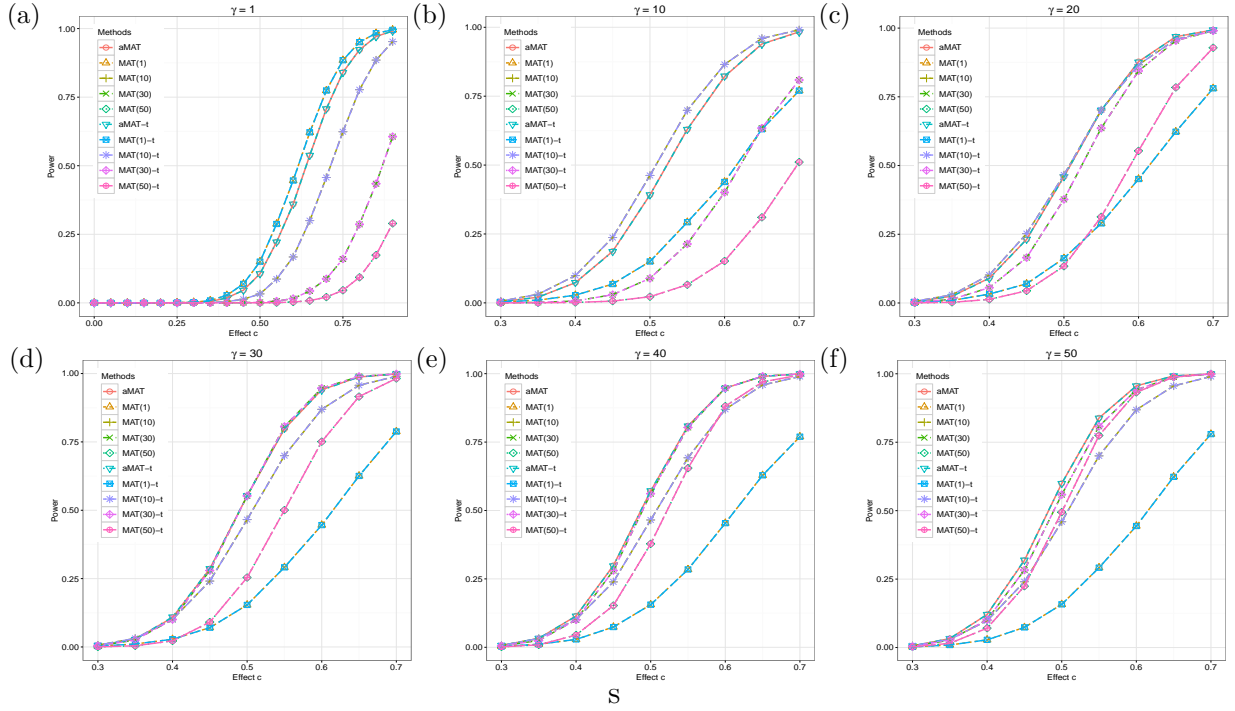 (a)
γ = 1
Methods
aMAT
MAT(1)
MAT(10)
MAT(30)
MAT(50)
aMAT−t
MAT(1)−t
MAT(10)−t
MAT(30)−t
MAT(50)−t
Power
1.00
0.75
0.50
0.25
0.00
0.00 0.25 0.50 0.75
Effect c
(b)
γ = 10
Methods
aMAT
MAT(1)
MAT(10)
MAT(30)
MAT(50)
aMAT−t
MAT(1)−t
MAT(10)−t
MAT(30)−t
MAT(50)−t
Power
1.00
0.75
0.50
0.25
0.00
0.3 0.4 0.5 0.6 0.7
Effect c
(c)
γ = 20
Methods
aMAT
MAT(1)
MAT(10)
MAT(30)
MAT(50)
aMAT−t
MAT(1)−t
MAT(10)−t
MAT(30)−t
MAT(50)−t
Power
1.00
0.75
0.50
0.25
0.00
0.3 0.4 0.5 0.6 0.7
Effect c
(d)
γ = 30
Methods
aMAT
MAT(1)
MAT(10)
MAT(30)
MAT(50)
aMAT−t
MAT(1)−t
MAT(10)−t
MAT(30)−t
MAT(50)−t
Power
1.00
0.75
0.50
0.25
0.00
0.3 0.4 0.5 0.6 0.7
Effect c
(e)
γ = 40
Methods
aMAT
MAT(1)
MAT(10)
MAT(30)
MAT(50)
aMAT−t
MAT(1)−t
MAT(10)−t
MAT(30)−t
MAT(50)−t
Power
1.00
0.75
0.50
0.25
0.00
0.3 0.4 0.5 0.6 0.7
Effect c
(f)
γ = 50
Methods
aMAT
MAT(1)
MAT(10)
MAT(30)
MAT(50)
aMAT−t
MAT(1)−t
MAT(10)−t
MAT(30)−t
MAT(50)−t
Power
1.00
0.75
0.50
0.25
0.00
0.3 0.4 0.5 0.6 0.7
Effect c
s